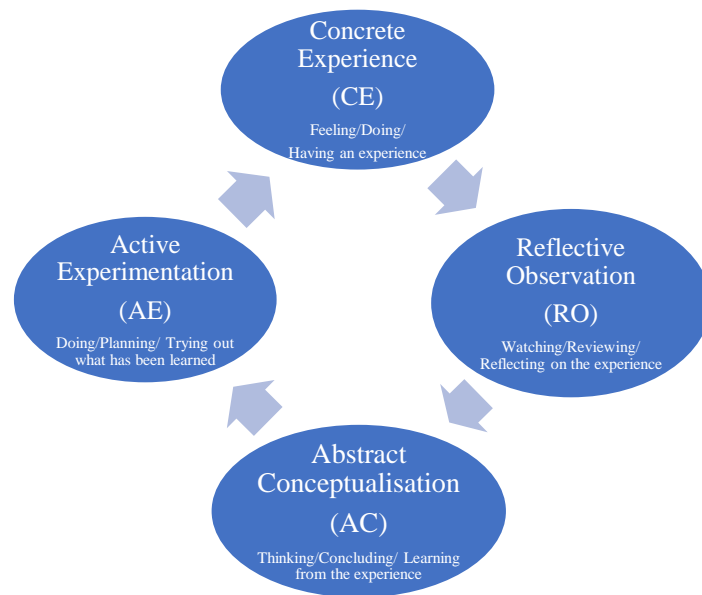 Concrete
Experience
(CE)
Feeling/Doing/
Having an experience
Reflective
Observation
(RO)
Watching/Reviewing/
Reflecting on the experience
Abstract
Conceptualisation
(AC)
Thinking/Concluding/ Learning
from the experience
Active
Experimentation
(AE)
Doing/Planning/ Trying out
what has been learned